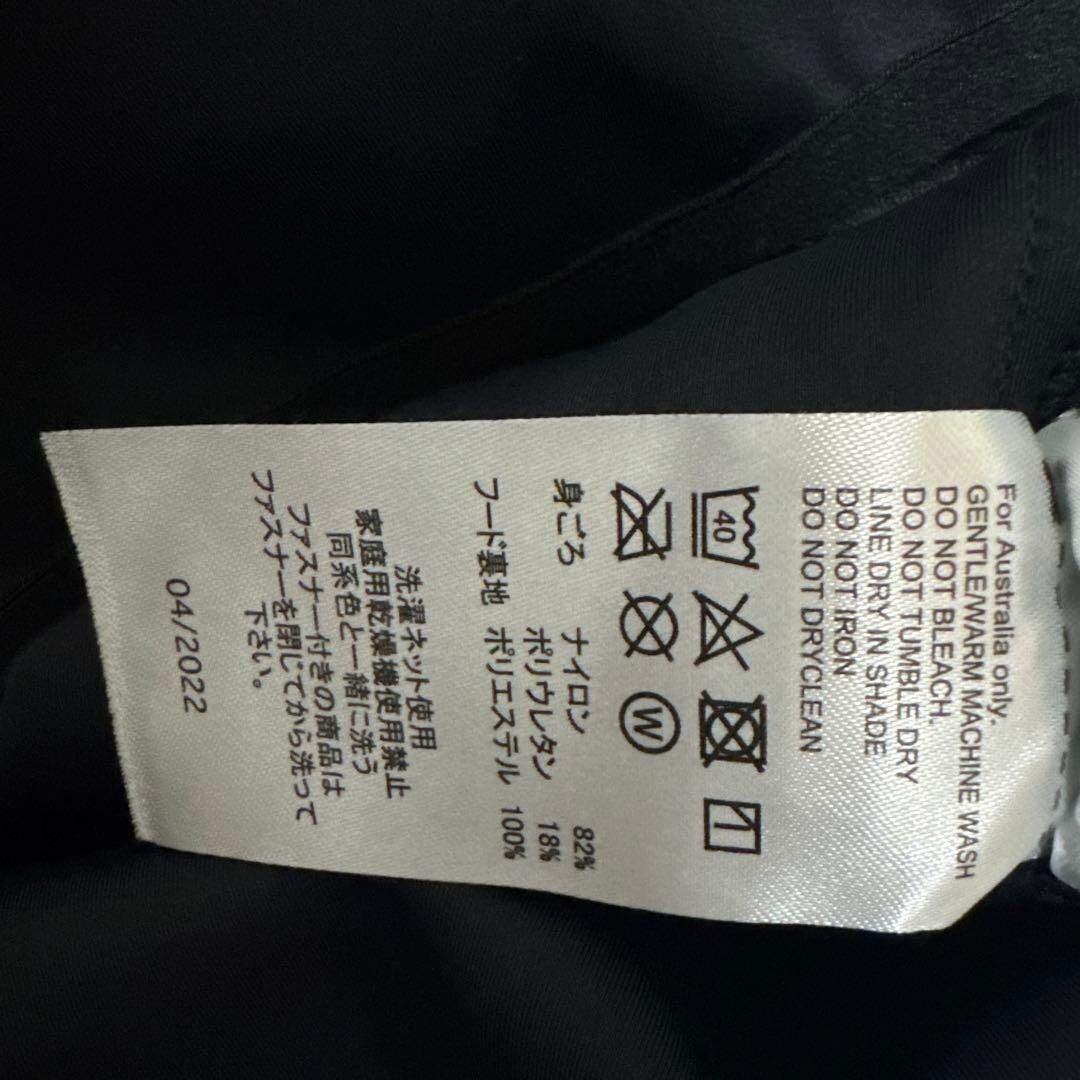 For Australia only.
GENTLE/WARM MACHINE WASH
DO NOT BLEACH.
DO NOT TUMBLE DRY
LINE DRY IN SHADE
DO NOT IRON
DO NOT DRYCLEAN
40
W
身ごろ ナイロン 82%
ポリウレタン 18%
フード裏地 ポリエステル 100%
洗濯ネット使用
家庭用乾燥機使用禁止
同系色と一緒に洗う
ファスナー付きの商品は
ファスナーを閉じてから洗って
下さい。
04/2022